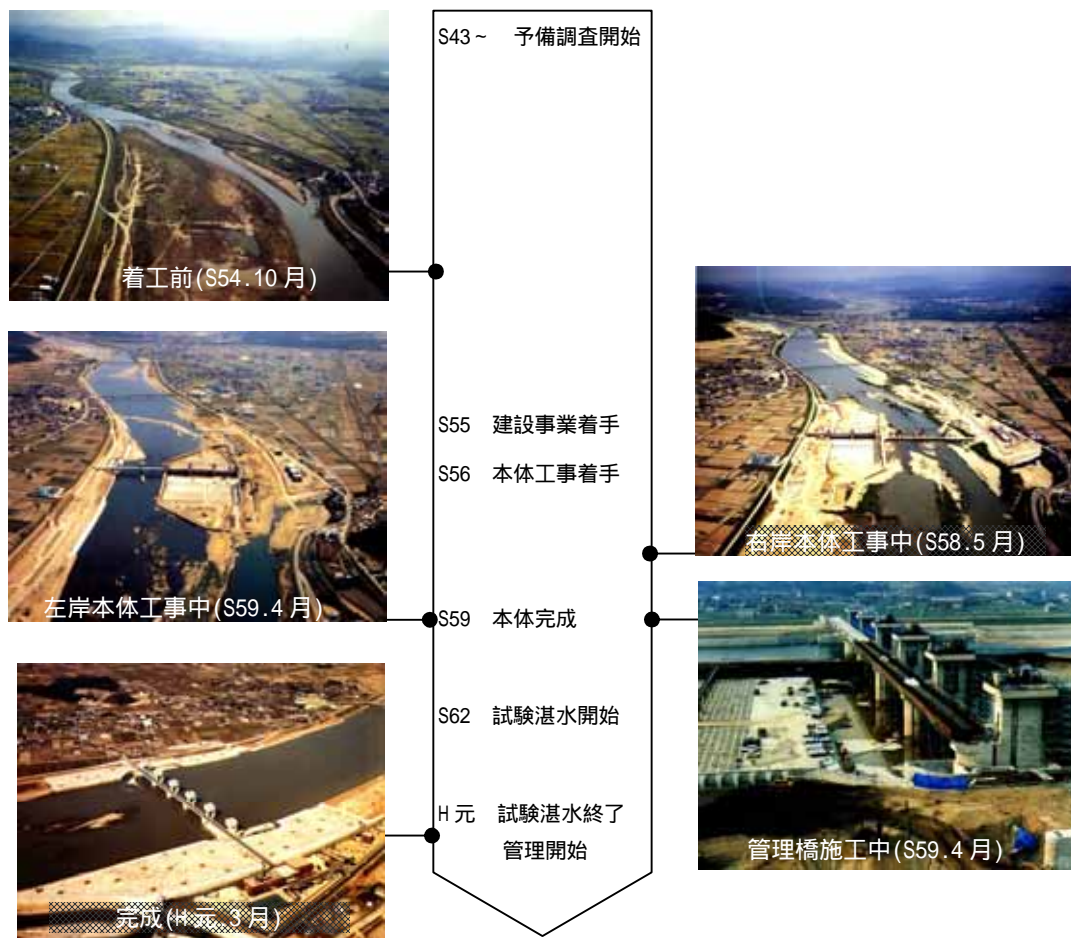 S43～ 予備調査開始
着工前(S54.10月)
S55 建設事業着手
S56 本体工事着手
右岸本体工事中(S58.5月)
左岸本体工事中(S59.4月)
S59 本体完成
S62 試験湛水開始
H元 試験湛水終了
管理開始
管理橋施工中(S59.4月)
完成(H元.3月)